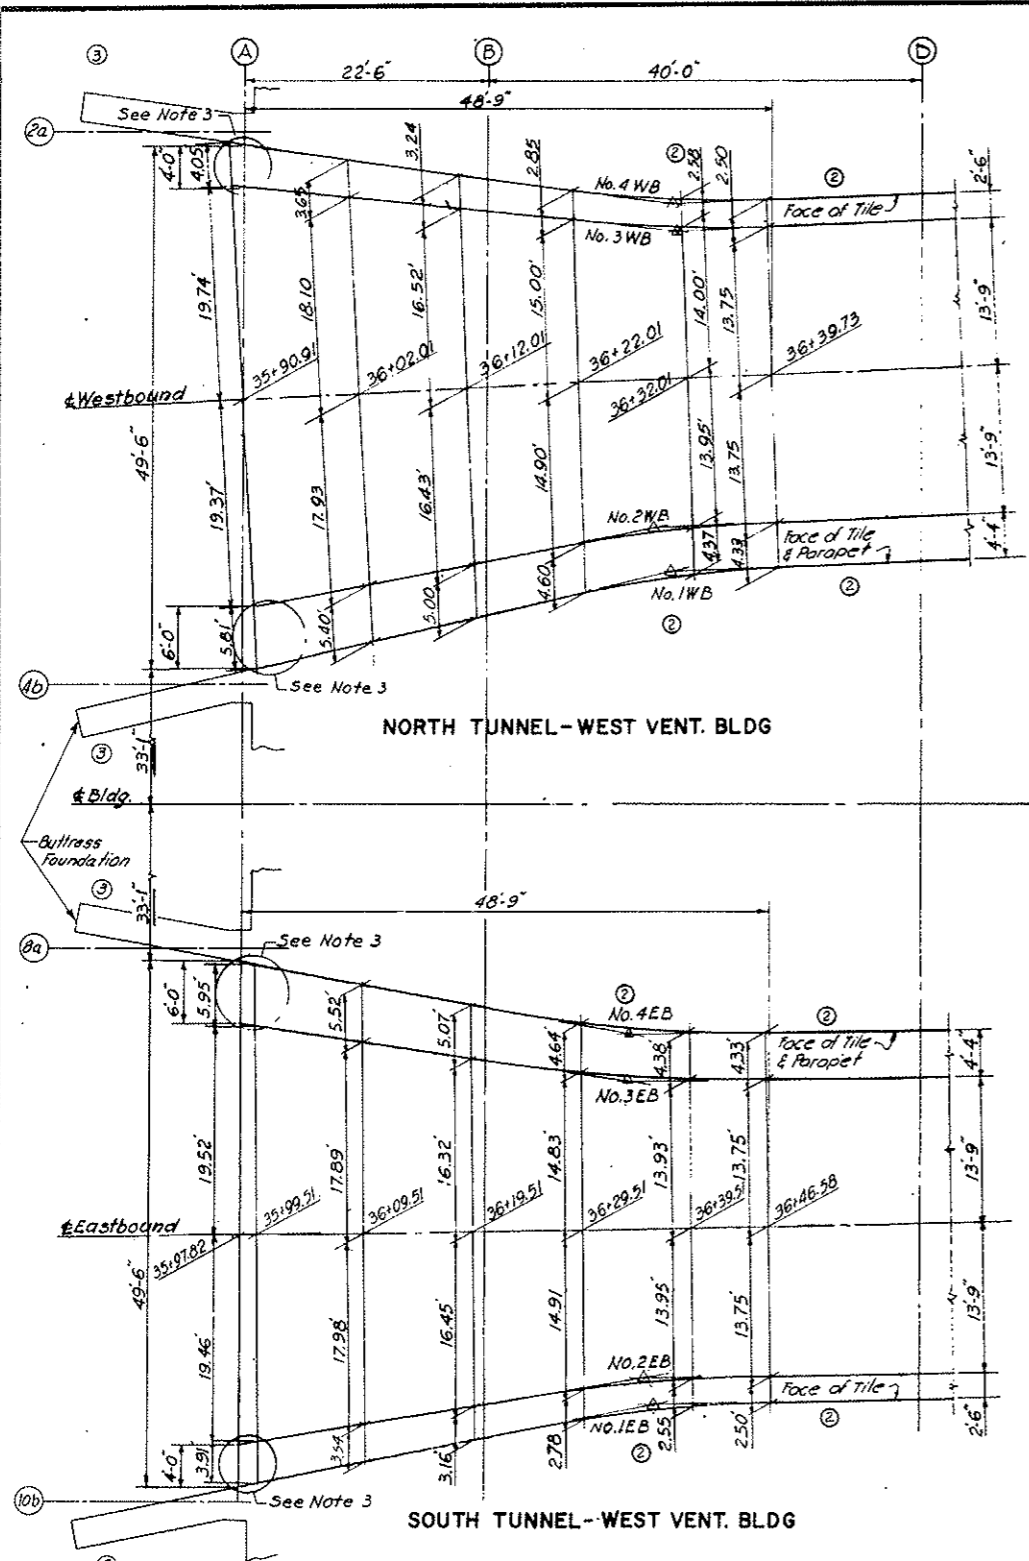 3
A
B
D
22'-6"
40'-0"
48'-9"
See Note 3
2a
4'-0"
4.05'
3.65
3.24
2.85
2
2.58
2.50
2
2'-6"
No.4 WB
Face of Tile
No.3 WB
19.74'
18.10
16.52'
15.00'
14.00'
13.75
13'-9"
35+90.91
36+02.01
36+12.01
36+22.01
36+32.01
36+39.73
℄ Westbound
49'-6"
19.37'
17.93
16.43'
14.90'
13.95'
13.75
13'-9"
No.2 WB
Face of Tile
& Parapet
4'-4"
6'-0"
5.81'
5.40'
5.00'
4.60
4.37
4.33
No.1 WB
2
2
4b
See Note 3
NORTH TUNNEL-WEST VENT. BLDG
3
33'-1"
℄ Bldg.
Buttress
Foundation
3
33'-1"
48'-9"
8a
See Note 3
6'-0"
5.95'
5.52'
5.07'
4.64'
4.38'
4.33'
2
No.4 EB
2
Face of Tile
& Parapet
4'-4"
No.3 EB
19.52'
17.89'
16.32'
14.83'
13.93'
13.75'
13'-9"
35+99.51
36+09.51
36+19.51
36+29.51
36+39.51
36+46.58
℄ Eastbound
35+97.82
49'-6"
19.46'
17.98'
16.45'
14.91
13.95'
13.75'
13'-9"
No.2 EB
Face of Tile
4'-0"
3.91'
3.54'
3.16'
2.78
2.55
2.50'
2'-6"
No.1 EB
2
2
10b
See Note 3
SOUTH TUNNEL-WEST VENT. BLDG